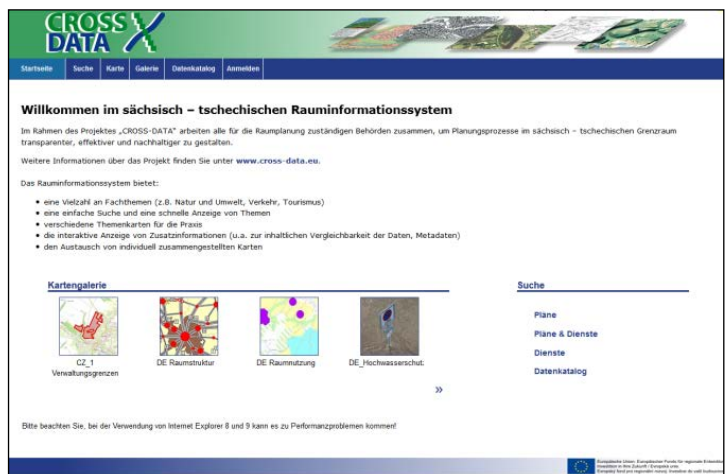 CROSS
DATA
Startseite Suche Karte Galerie Datenkatalog Anmelden
Willkommen im sächsisch – tschechischen Rauminformationssystem
Im Rahmen des Projektes „CROSS-DATA“ arbeiten alle für die Raumplanung zuständigen Behörden zusammen, um Planungsprozesse im sächsisch – tschechischen Grenzraum
transparenter, effektiver und nachhaltiger zu gestalten.
Weitere Informationen über das Projekt finden Sie unter www.cross-data.eu.
Das Rauminformationssystem bietet:
• eine Vielzahl an Fachthemen (z.B. Natur und Umwelt, Verkehr, Tourismus)
• eine einfache Suche und eine schnelle Anzeige von Themen
• verschiedene Themenkarten für die Praxis
• die interaktive Anzeige von Zusatzinformationen (u.a. zur inhaltlichen Vergleichbarkeit der Daten, Metadaten)
• den Austausch von individuell zusammengestellten Karten
Kartengalerie
CZ_1
Verwaltungsgrenzen
DE Raumstruktur
DE Raumnutzung
DE_Hochwasserschut:
»
Suche
Pläne
Pläne & Dienste
Dienste
Datenkatalog
Bitte beachten Sie, bei der Verwendung von Internet Explorer 8 und 9 kann es zu Performanzproblemen kommen!
Europäische Union. Europäischer Fonds für regionale